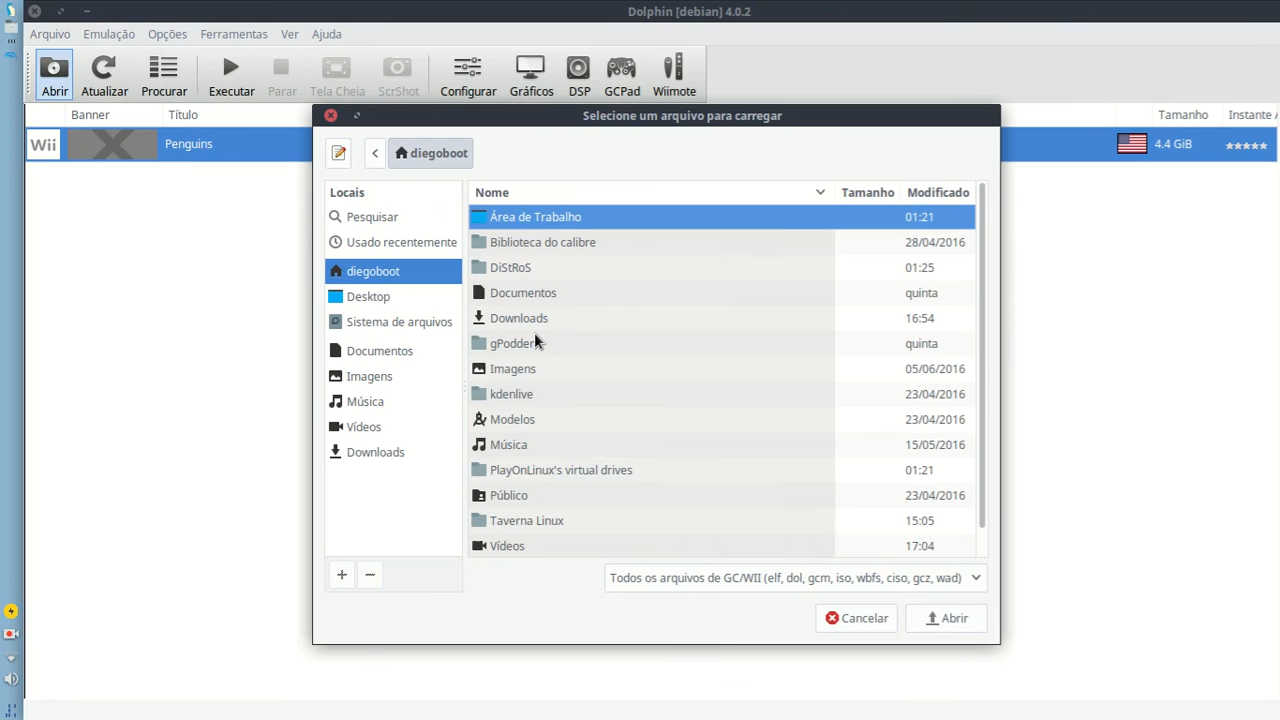 Dolphin [debian] 4.0.2
Arquivo Emulação Opções Ferramentas Ver Ajuda
Abrir Atualizar Procurar Executar Parar Tela Cheia ScrShot Configurar Gráficos DSP GCPad Wiimote
Banner Título Tamanho Instante
Wii Penguins 4.4 GiB
Selecione um arquivo para carregar
diegoboot
Locais
Pesquisar
Usado recentemente
diegoboot
Desktop
Sistema de arquivos
Documentos
Imagens
Música
Vídeos
Downloads
Nome Tamanho Modificado
Área de Trabalho 01:21
Biblioteca do calibre 28/04/2016
DiStRoS 01:25
Documentos quinta
Downloads 16:54
gPodder quinta
Imagens 05/06/2016
kdenlive 23/04/2016
Modelos 23/04/2016
Música 15/05/2016
PlayOnLinux's virtual drives 01:21
Público 23/04/2016
Taverna Linux 15:05
Vídeos 17:04
Todos os arquivos de GC/WII (elf, dol, gcm, iso, wbfs, ciso, gcz, wad)
Cancelar Abrir